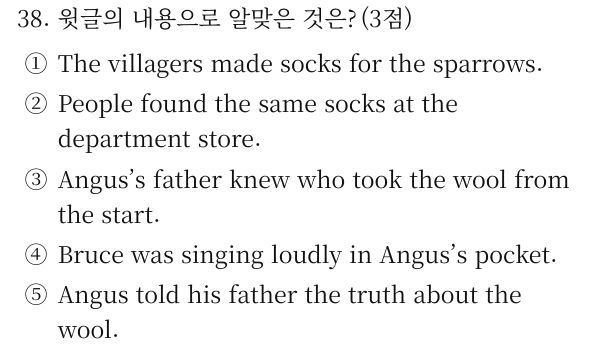 38. 윗글의 내용으로 알맞은 것은? (3점)
① The villagers made socks for the sparrows.
② People found the same socks at the
department store.
③ Angus’s father knew who took the wool from
the start.
④ Bruce was singing loudly in Angus’s pocket.
⑤ Angus told his father the truth about the
wool.